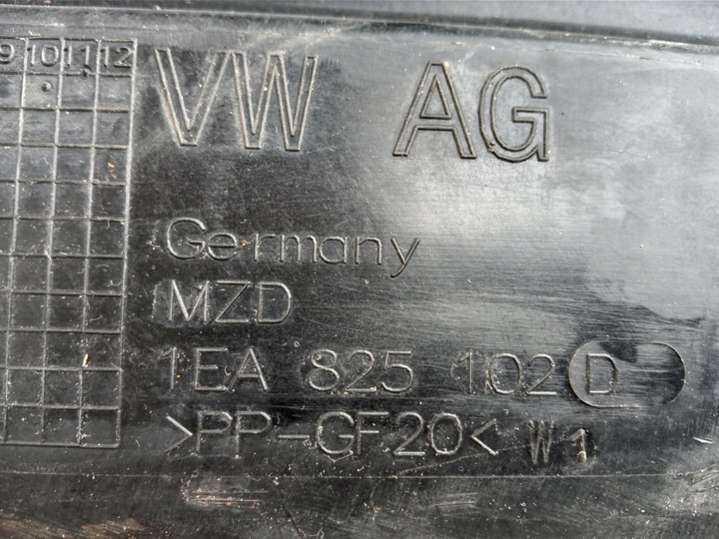 9 10 11 12
VW AG
Germany
MZD
1EA 825 102 D
>PP-GF20< W1